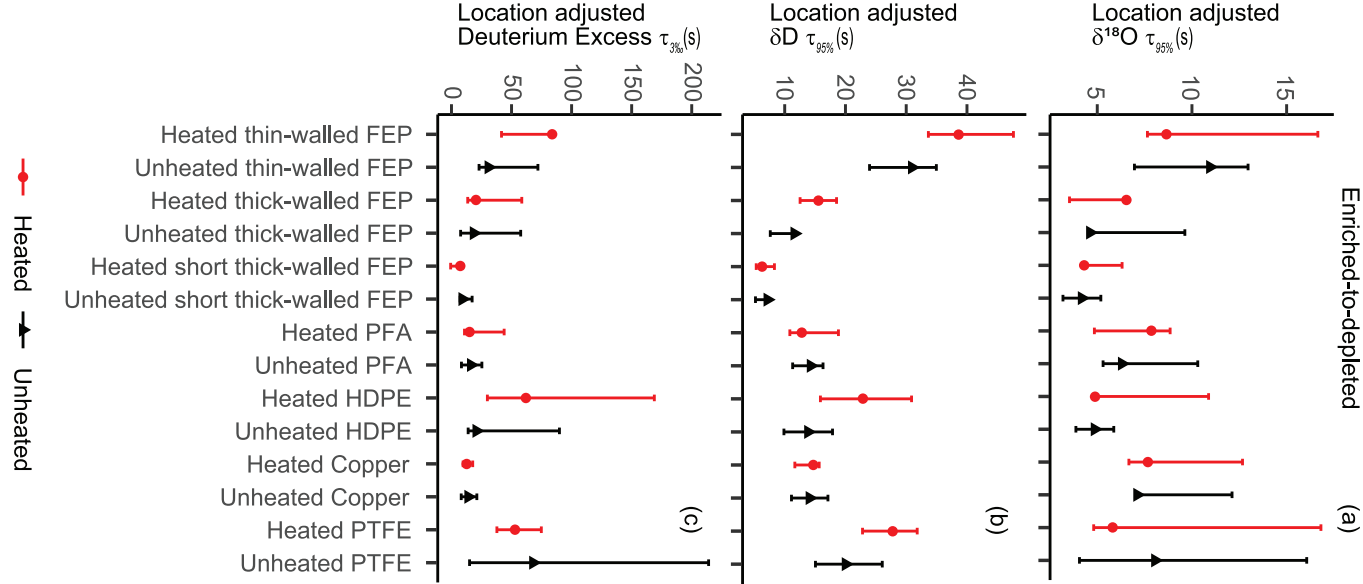 Location adjusted
Deuterium Excess τ3‰(s)
0
50
100
150
200
Location adjusted
δD τ95%(s)
10
20
30
40
Location adjusted
δ18O τ95%(s)
5
10
15
Heated thin-walled FEP
Unheated thin-walled FEP
Heated thick-walled FEP
Unheated thick-walled FEP
Heated short thick-walled FEP
Unheated short thick-walled FEP
Heated PFA
Unheated PFA
Heated HDPE
Unheated HDPE
Heated Copper
Unheated Copper
Heated PTFE
Unheated PTFE
(c)
(b)
(a)
Enriched-to-depleted
Heated
Unheated